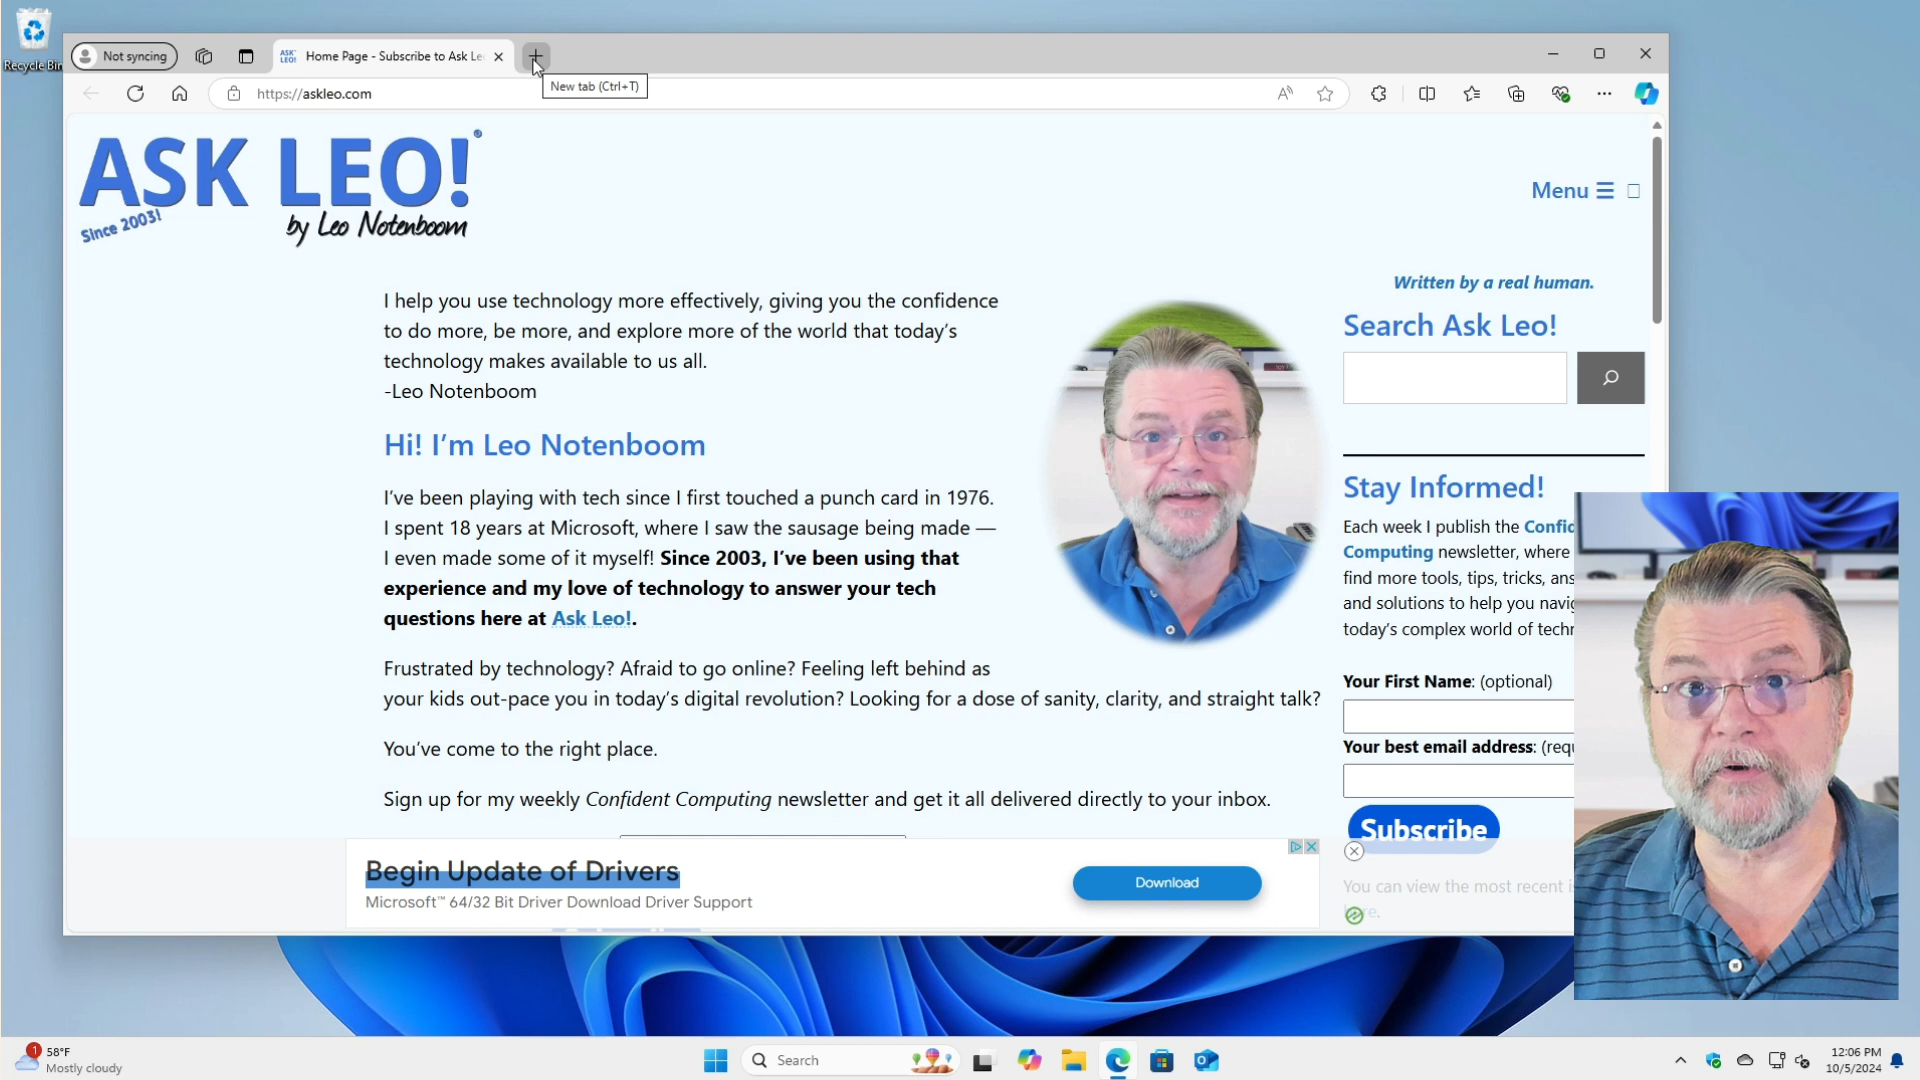 Recycle Bin
Not syncing
Home Page - Subscribe to Ask Le
New tab (Ctrl+T)
https://askleo.com
ASK LEO!
Since 2003!
by Leo Notenboom
Menu
Written by a real human.
Search Ask Leo!
I help you use technology more effectively, giving you the confidence
to do more, be more, and explore more of the world that today's
technology makes available to us all.
-Leo Notenboom
Hi! I'm Leo Notenboom
I've been playing with tech since I first touched a punch card in 1976.
I spent 18 years at Microsoft, where I saw the sausage being made —
I even made some of it myself! Since 2003, I've been using that
experience and my love of technology to answer your tech
questions here at Ask Leo!.
Frustrated by technology? Afraid to go online? Feeling left behind as
your kids out-pace you in today's digital revolution? Looking for a dose of sanity, clarity, and straight talk?
You've come to the right place.
Sign up for my weekly Confident Computing newsletter and get it all delivered directly to your inbox.
Stay Informed!
Each week I publish the Confid
Computing newsletter, where
find more tools, tips, tricks, ans
and solutions to help you navig
today's complex world of techn
Your First Name: (optional)
Your best email address: (requ
Subscribe
You can view the most recent is
here.
Begin Update of Drivers
Microsoft™ 64/32 Bit Driver Download Driver Support
Download
1
58°F
Mostly cloudy
Search
12:06 PM
10/5/2024